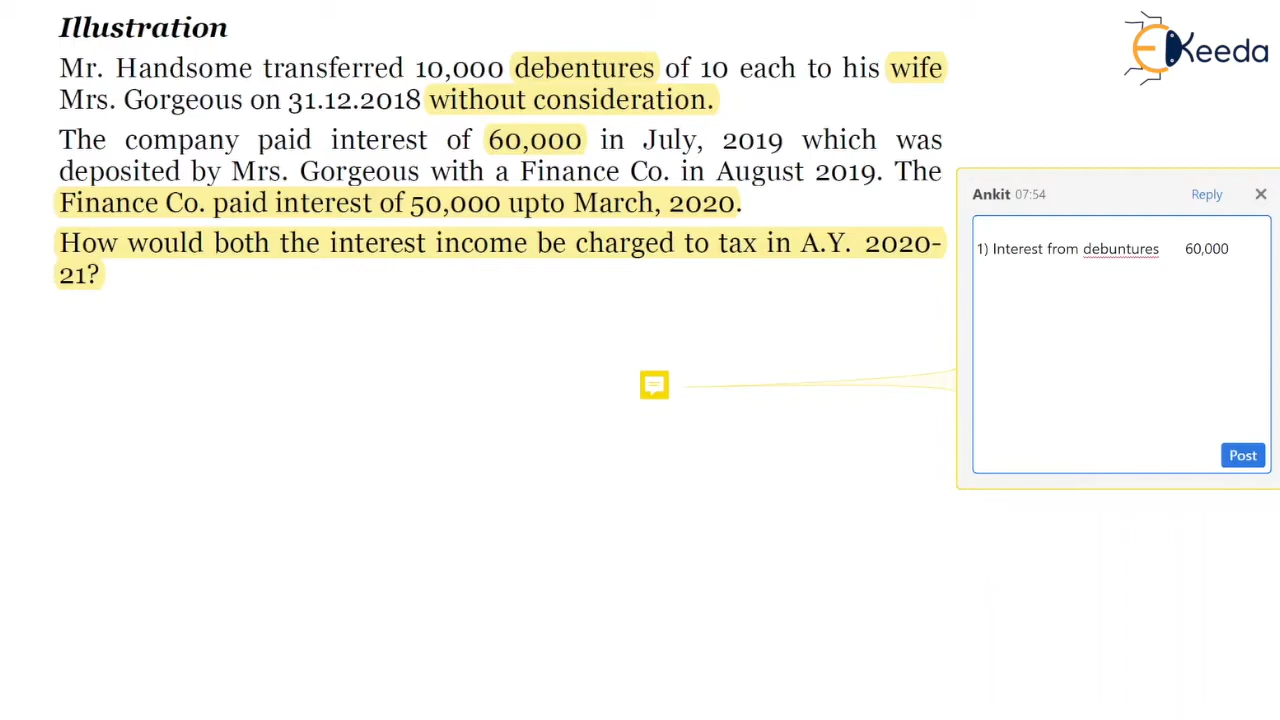 Illustration
Mr. Handsome transferred 10,000 debentures of 10 each to his wife
Mrs. Gorgeous on 31.12.2018 without consideration.
The company paid interest of 60,000 in July, 2019 which was
deposited by Mrs. Gorgeous with a Finance Co. in August 2019. The
Finance Co. paid interest of 50,000 upto March, 2020.
How would both the interest income be charged to tax in A.Y. 2020-
21?
EKeeda
Ankit 07:54 Reply
1) Interest from debuntures 60,000
Post